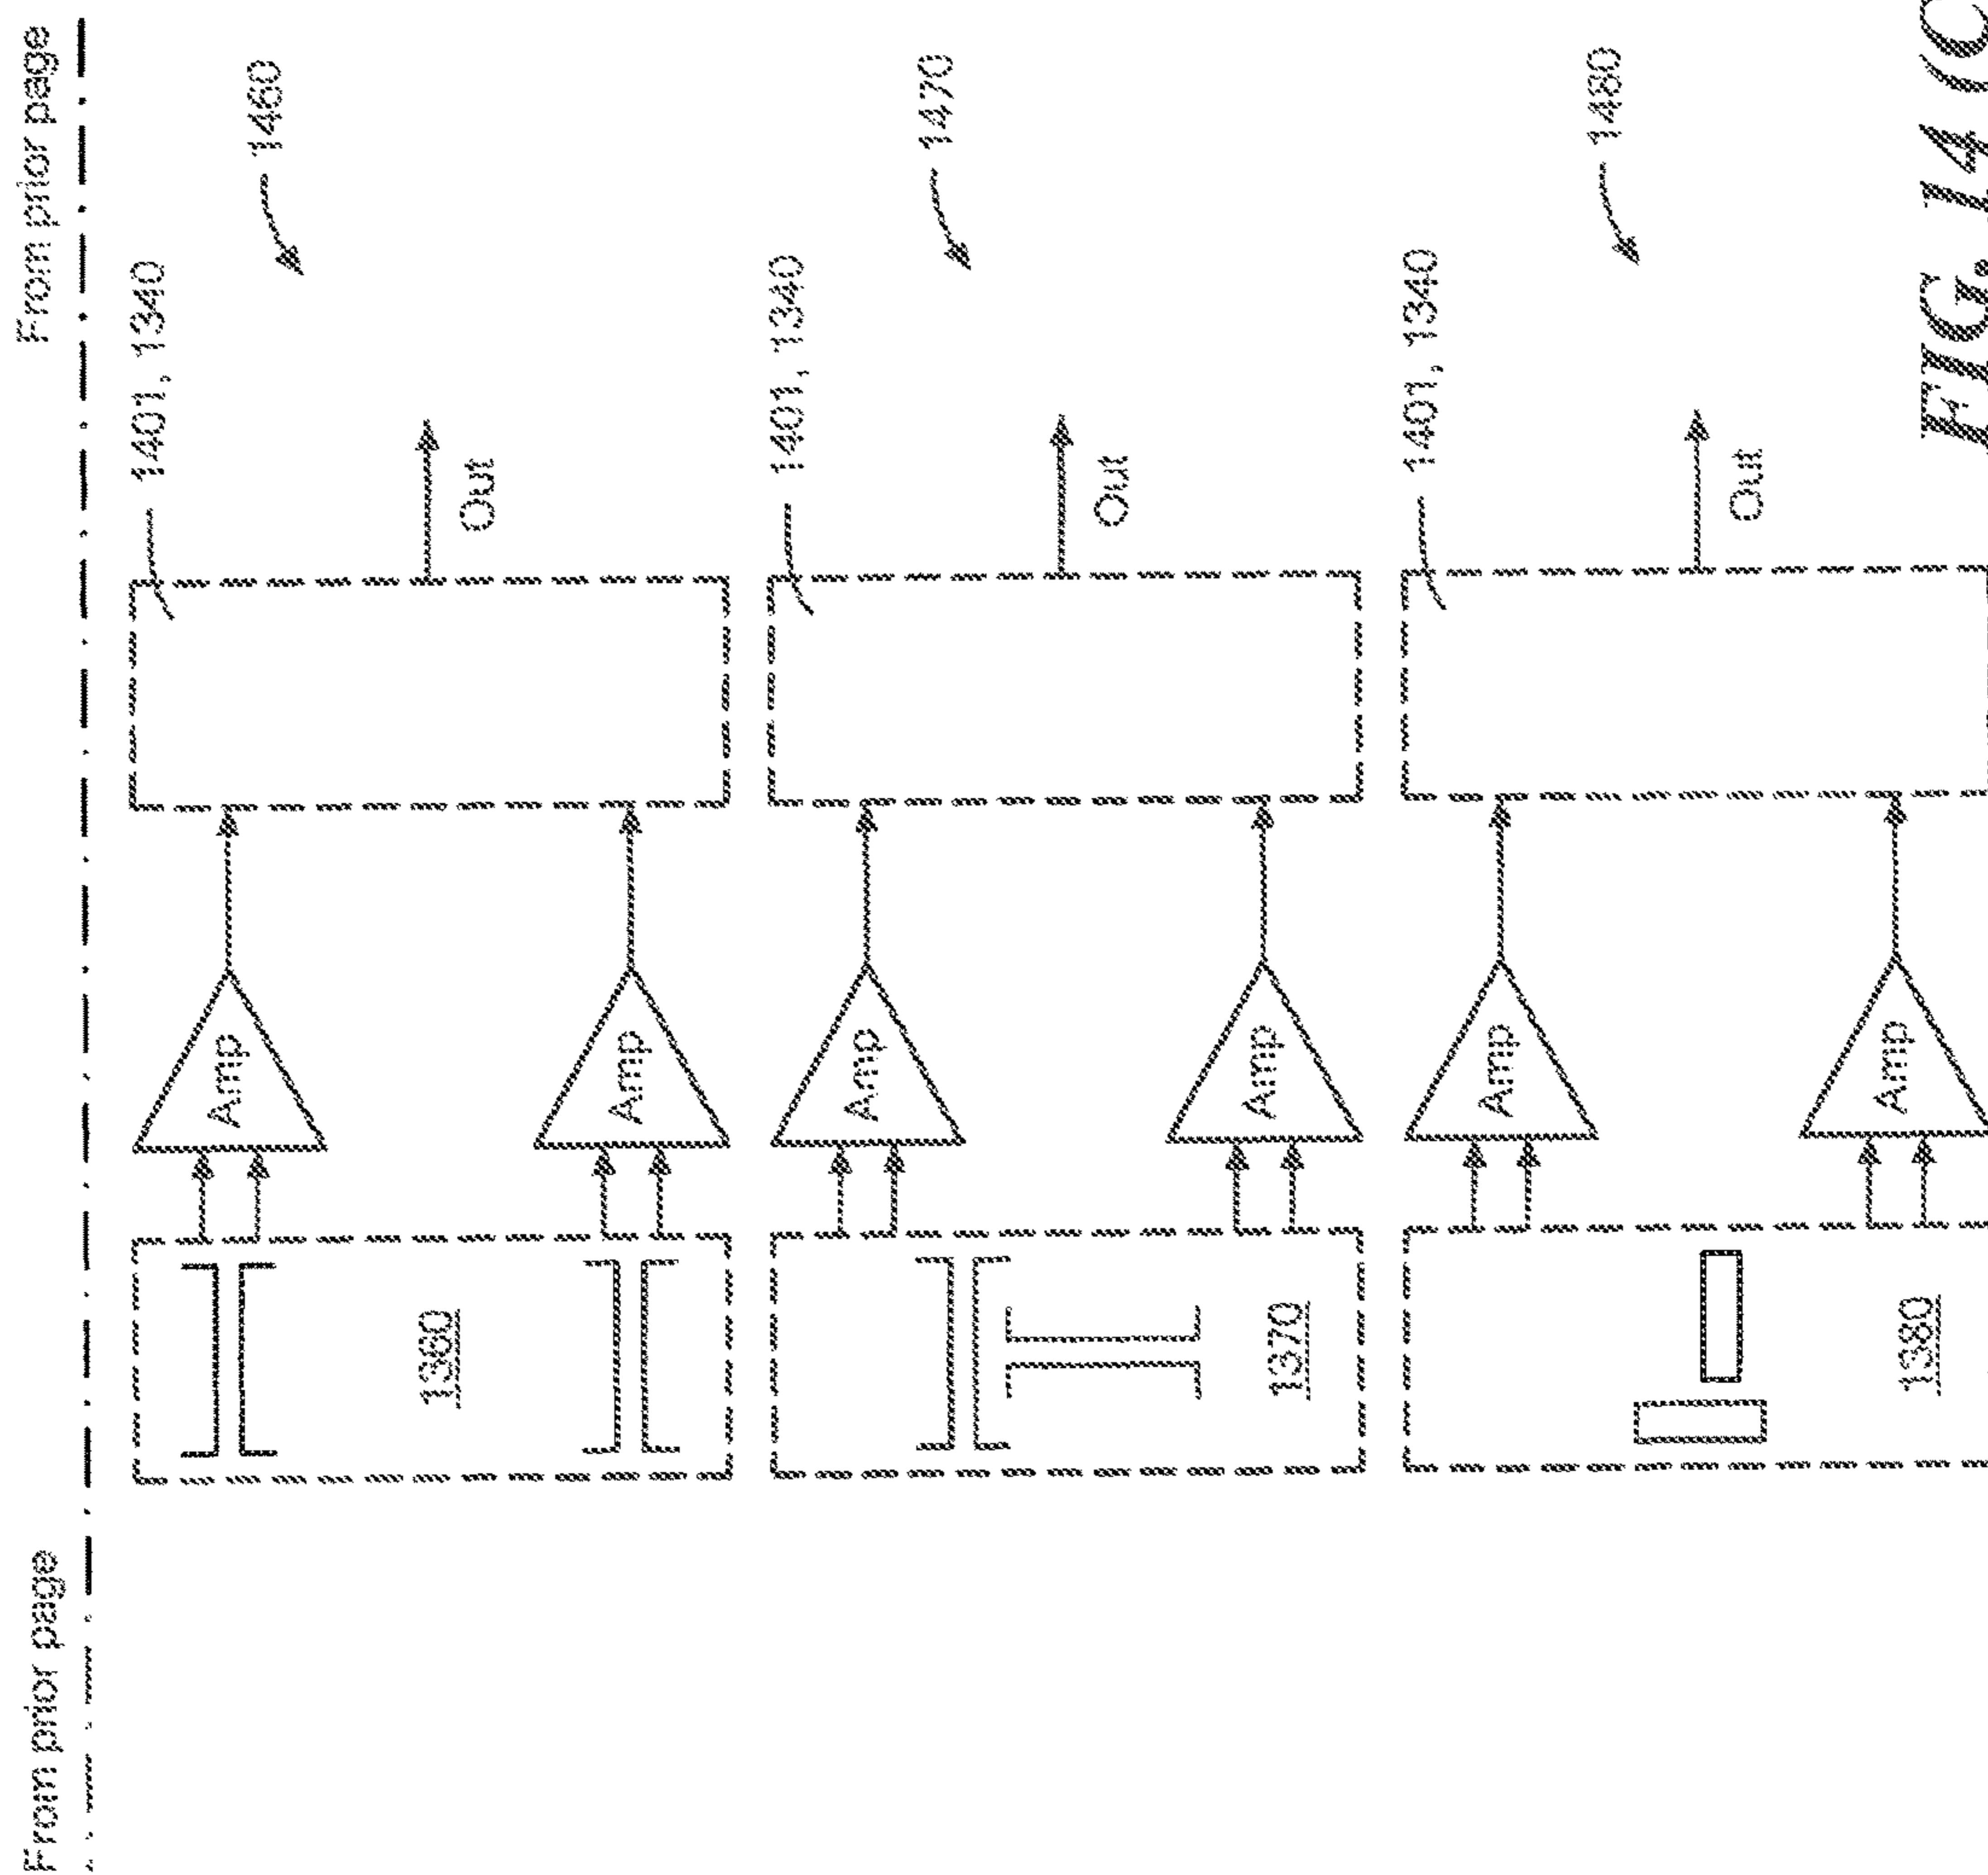 From prior page
From prior page
Amp
1401, 1340
1460
1360
Out
Amp
Amp
1401, 1340
1470
Out
1370
Amp
Amp
1401, 1340
1480
Out
1380
Amp
FIG. 14 (C